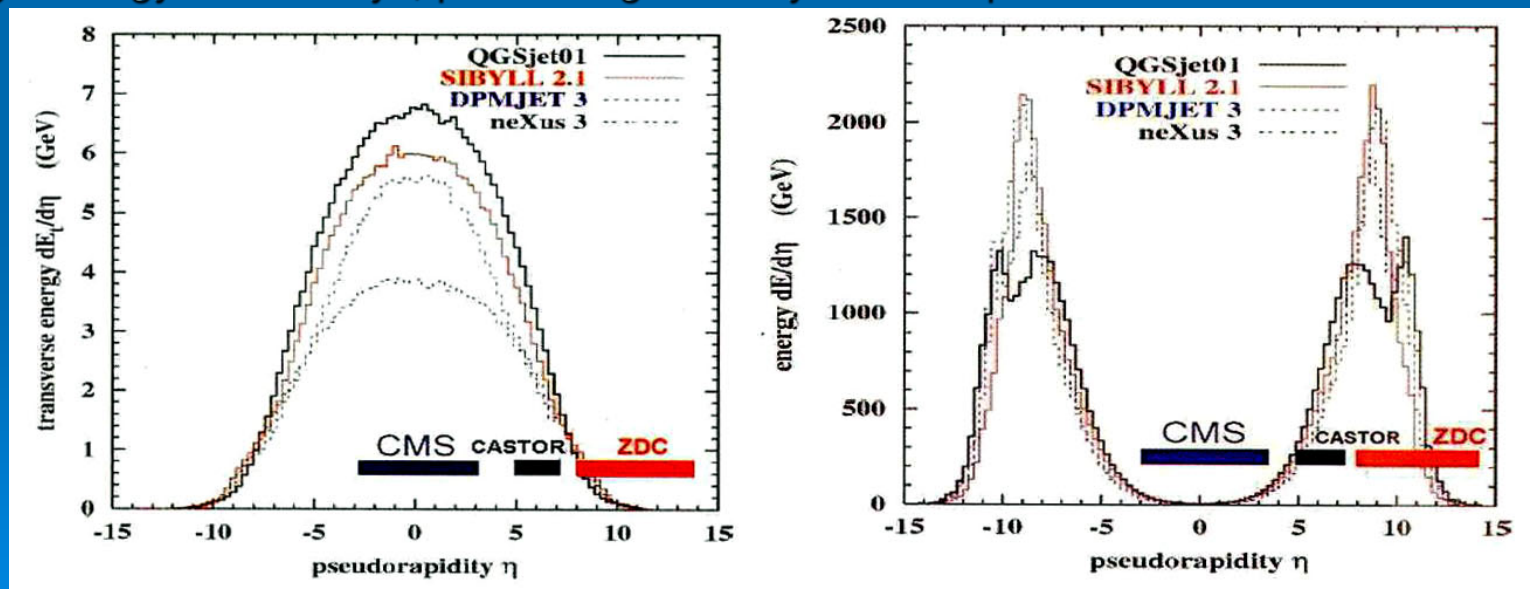 8
7
6
5
4
3
2
1
0
transverse energy dEt/dη (GeV)
QGSjet01
SIBYLL 2.1
DPMJET 3
neXus 3
CMS
CASTOR
ZDC
-15 -10 -5 0 5 10 15
pseudorapidity η
2500
2000
1500
1000
500
0
energy dE/dη (GeV)
QGSjet01
SIBYLL 2.1
DPMJET 3
neXus 3
CMS
CASTOR
ZDC
-15 -10 -5 0 5 10 15
pseudorapidity η